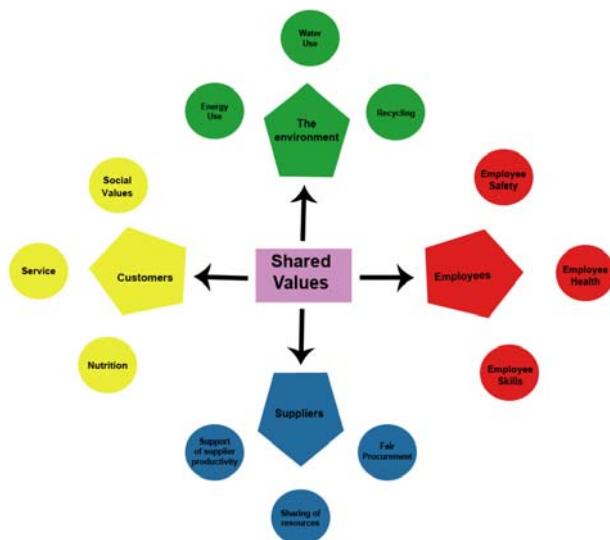 Water
Use
Energy
Use
Recycling
The
environment
Social
Values
Service
Customers
Nutrition
Shared
Values
Employee
Safety
Employees
Employee
Health
Employee
Skills
Suppliers
Support
of supplier
productivity
Fair
Procurement
Sharing of
resources